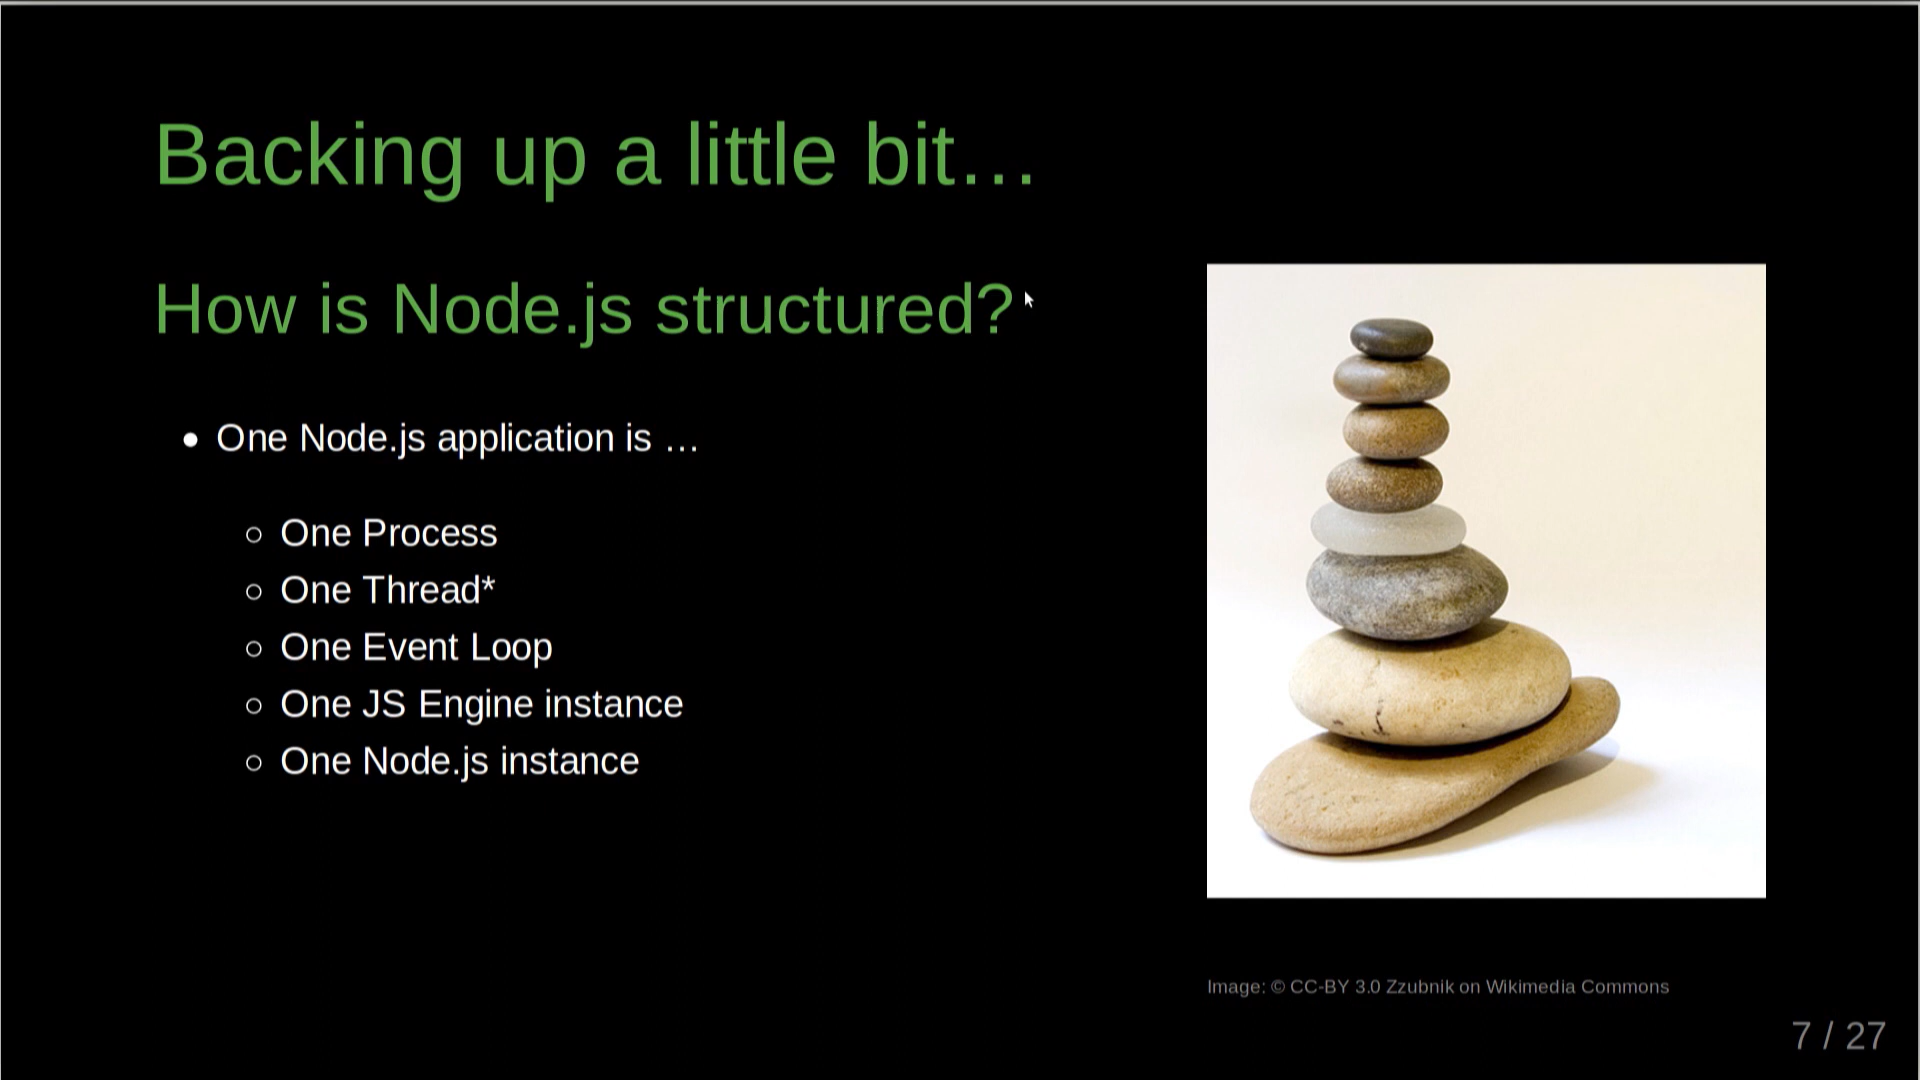 Backing up a little bit…
How is Node.js structured?
• One Node.js application is …
○ One Process
○ One Thread*
○ One Event Loop
○ One JS Engine instance
○ One Node.js instance
Image: © CC-BY 3.0 Zzubnik on Wikimedia Commons
7 / 27